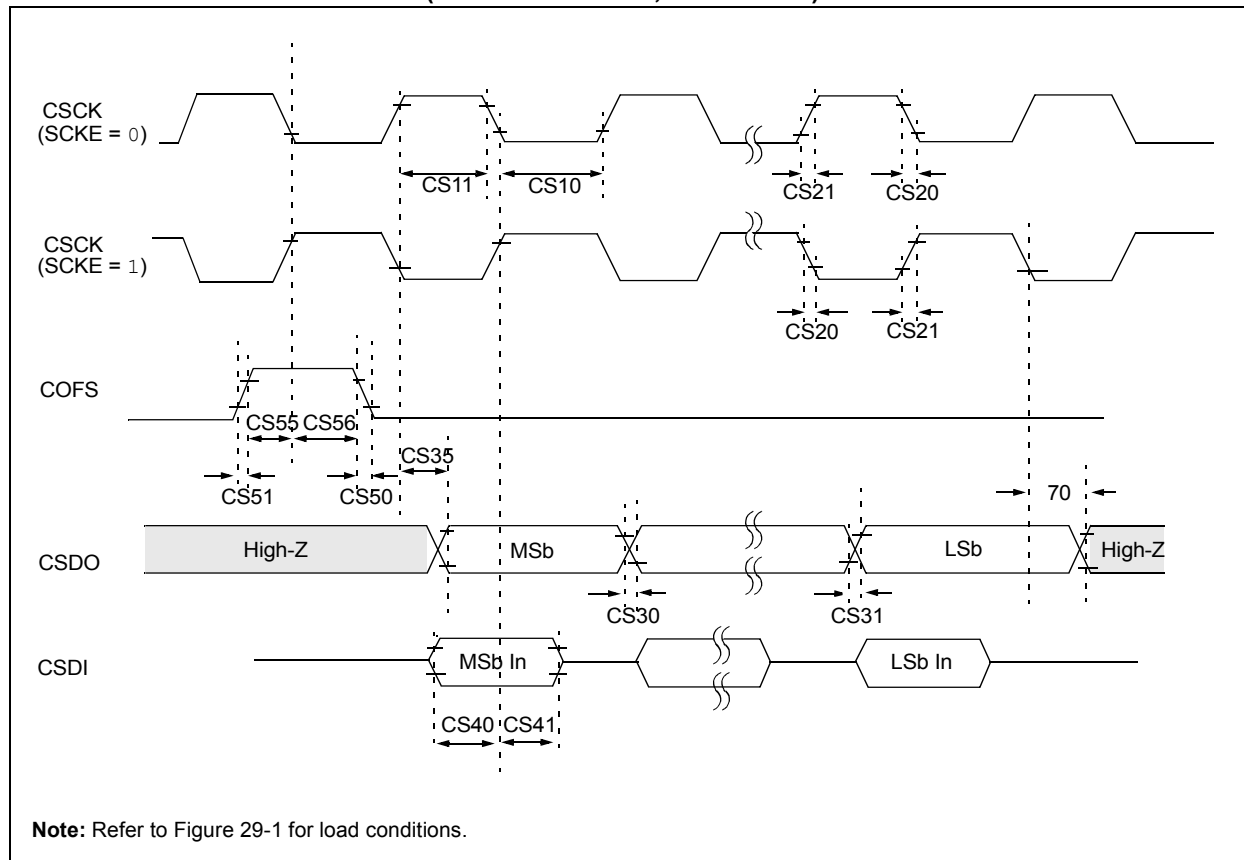 CSCK
(SCKE = 0)
CS11
CS10
CS21
CS20
CSCK
(SCKE = 1)
CS20
CS21
COFS
CS55
CS56
CS35
CS51
CS50
70
CSDO
High-Z
MSb
LSb
High-Z
CS30
CS31
CSDI
MSb In
LSb In
CS40
CS41
Note: Refer to Figure 29-1 for load conditions.